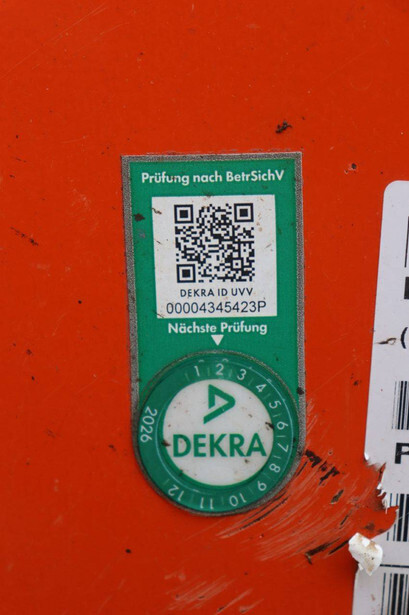 Prüfung nach BetrSichV
DEKRA ID UVV
00004345423P
Nächste Prüfung
1 2 3 4 5 6 7 8 9 10 11 12
2026
DEKRA
(
P